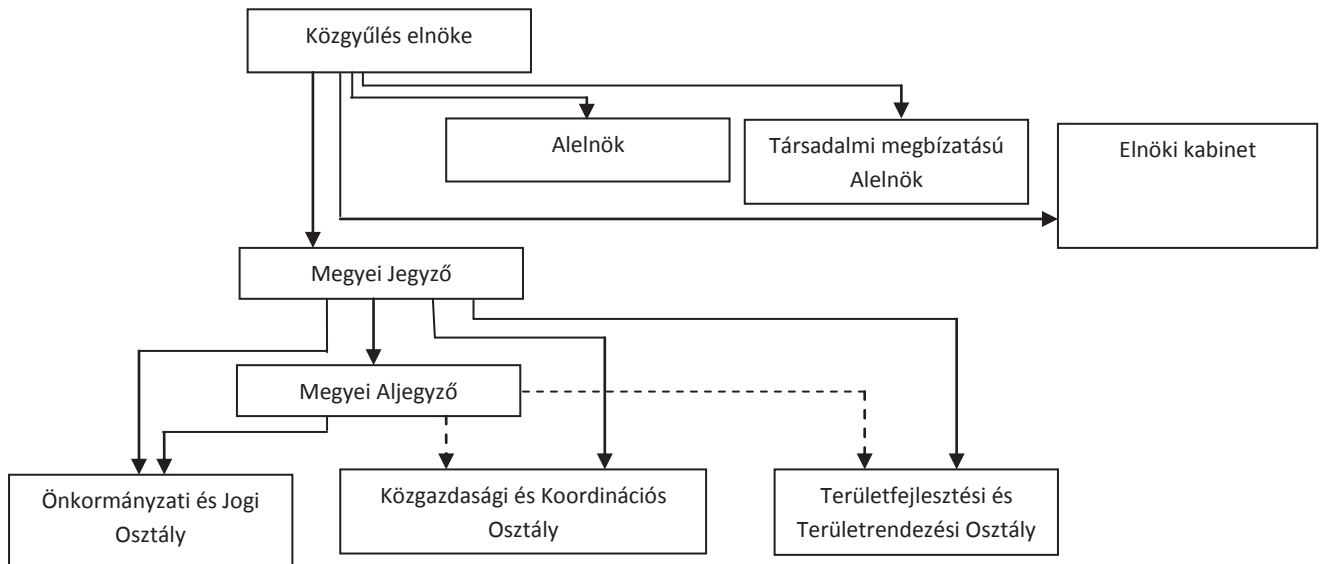 Közgyűlés elnöke
Alelnök
Társadalmi megbízatású
Alelnök
Elnöki kabinet
Megyei Jegyző
Megyei Aljegyző
Önkormányzati és Jogi
Osztály
Közgazdasági és Koordinációs
Osztály
Területfejlesztési és
Területrendezési Osztály